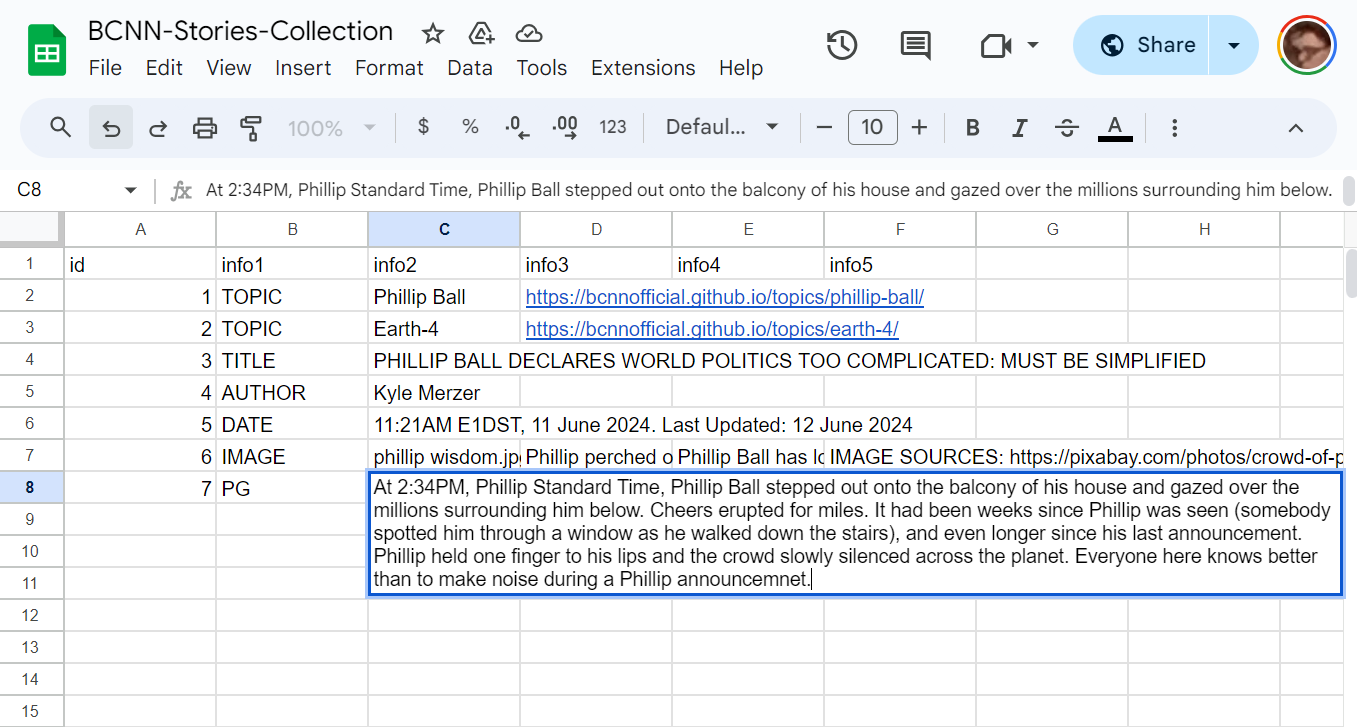 BCNN-Stories-Collection
File Edit View Insert Format Data Tools Extensions Help
Share
100% $ % .0 .00 123 Defaul... 10 B I A
C8 fx At 2:34PM, Phillip Standard Time, Phillip Ball stepped out onto the balcony of his house and gazed over the millions surrounding him below.
A B C D E F G H
1 id info1 info2 info3 info4 info5
2 1 TOPIC Phillip Ball https://bcnnofficial.github.io/topics/phillip-ball/
3 2 TOPIC Earth-4 https://bcnnofficial.github.io/topics/earth-4/
4 3 TITLE PHILLIP BALL DECLARES WORLD POLITICS TOO COMPLICATED: MUST BE SIMPLIFIED
5 4 AUTHOR Kyle Merzer
6 5 DATE 11:21AM E1DST, 11 June 2024. Last Updated: 12 June 2024
7 6 IMAGE phillip wisdom.jpg Phillip perched o Phillip Ball has lo IMAGE SOURCES: https://pixabay.com/photos/crowd-of-p
8 7 PG At 2:34PM, Phillip Standard Time, Phillip Ball stepped out onto the balcony of his house and gazed over the
millions surrounding him below. Cheers erupted for miles. It had been weeks since Phillip was seen (somebody
9
spotted him through a window as he walked down the stairs), and even longer since his last announcement.
10
Phillip held one finger to his lips and the crowd slowly silenced across the planet. Everyone here knows better
11
than to make noise during a Phillip announcemnet.
12
13
14
15